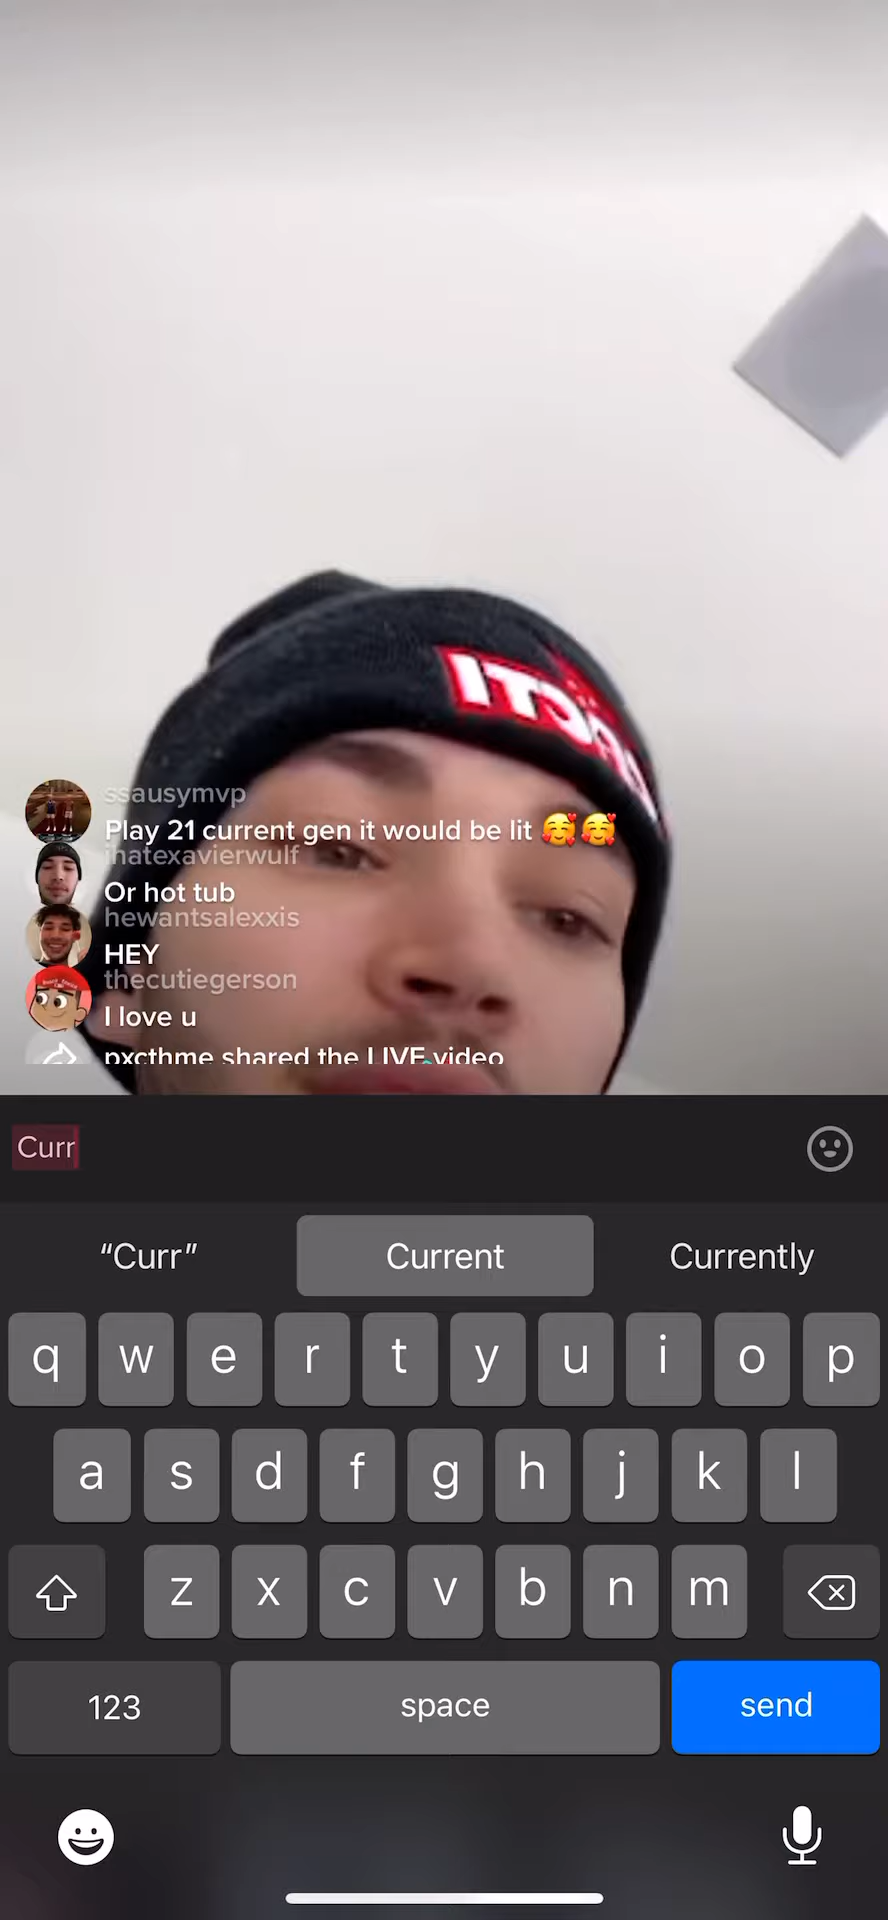 ssausymvp
Play 21 current gen it would be lit 🥰🥰
ihatexavierwulf
Or hot tub
hewantsalexxis
HEY
thecutiegerson
I love u
pxcthme shared the LIVE video
Curr
“Curr” Current Currently
q w e r t y u i o p
a s d f g h j k l
z x c v b n m
123 space send